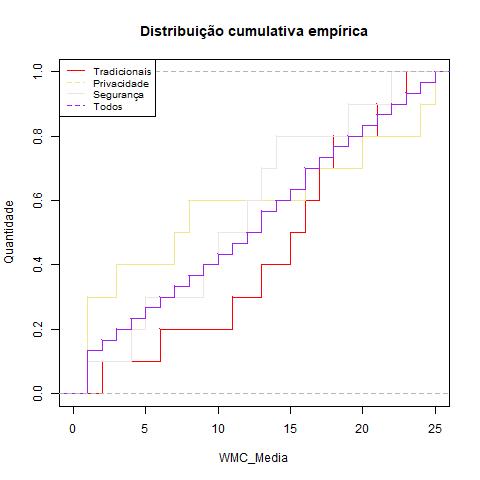 Distribuição cumulativa empírica
Tradicionais
Privacidade
Segurança
Todos
Quantidade
1.0
0.8
0.6
0.4
0.2
0.0
0 5 10 15 20 25
WMC_Media